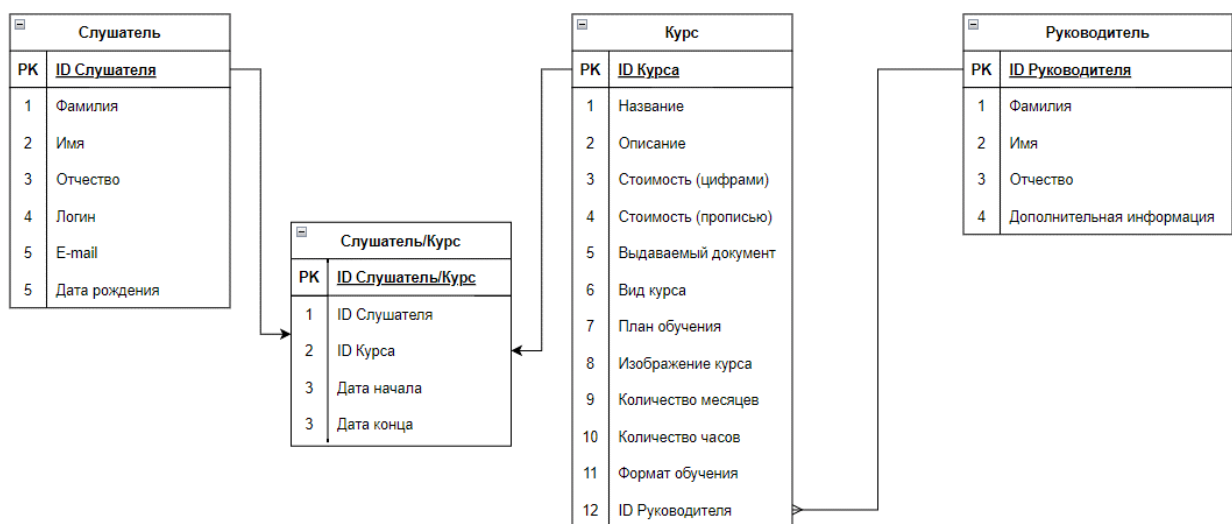 Слушатель
PK ID Слушателя
1 Фамилия
2 Имя
3 Отчество
4 Логин
5 E-mail
5 Дата рождения
Слушатель/Курс
PK ID Слушатель/Курс
1 ID Слушателя
2 ID Курса
3 Дата начала
3 Дата конца
Курс
PK ID Курса
1 Название
2 Описание
3 Стоимость (цифрами)
4 Стоимость (прописью)
5 Выдаваемый документ
6 Вид курса
7 План обучения
8 Изображение курса
9 Количество месяцев
10 Количество часов
11 Формат обучения
12 ID Руководителя
Руководитель
PK ID Руководителя
1 Фамилия
2 Имя
3 Отчество
4 Дополнительная информация